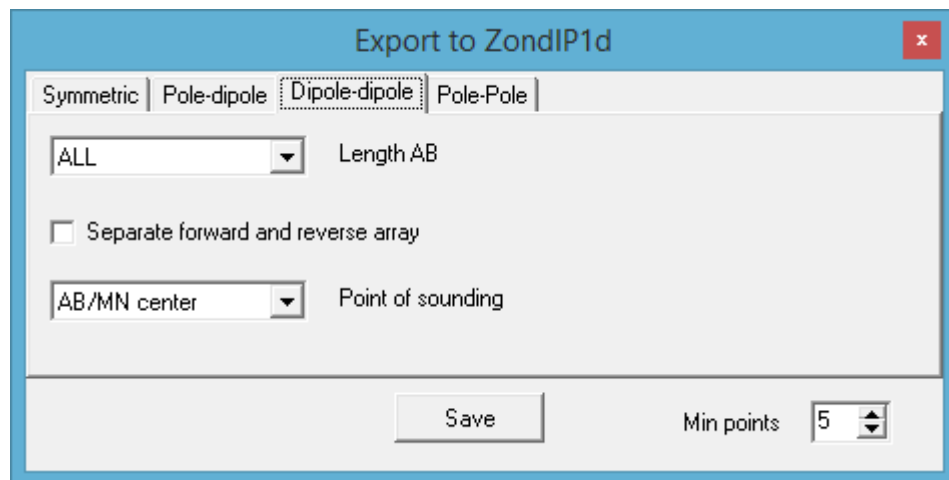 Export to ZondIP1d
x
Symmetric Pole-dipole Dipole-dipole Pole-Pole
ALL Length AB
Separate forward and reverse array
AB/MN center Point of sounding
Save Min points 5